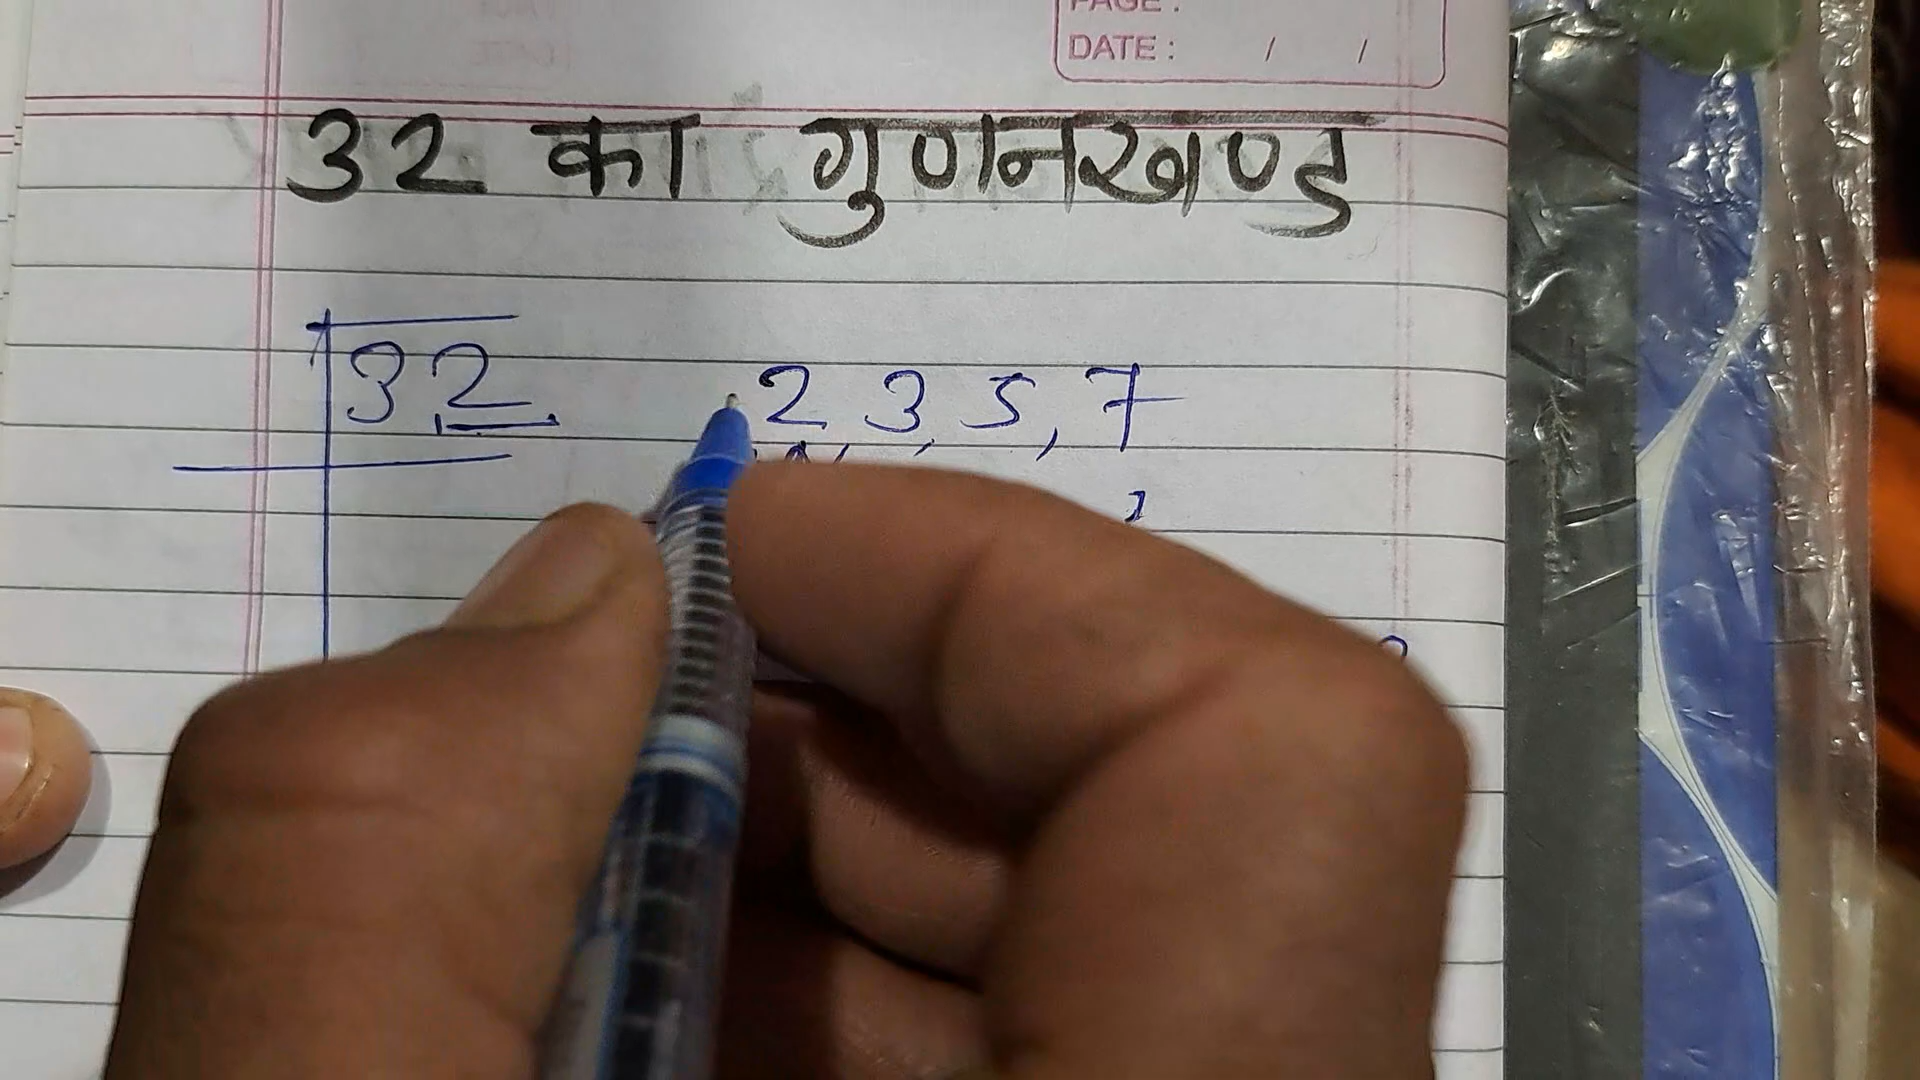 PAGE :
DATE : / /
32 का गुणनखण्ड
32 2, 3, 5, 7